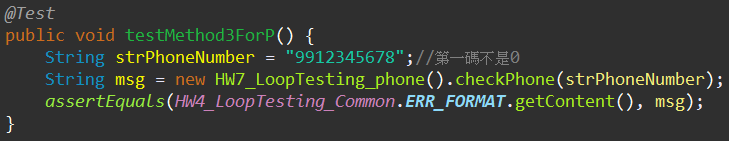 @Test
public void testMethod3ForP() {
    String strPhoneNumber = "9912345678";//第一碼不是0
    String msg = new HW7_LoopTesting_phone().checkPhone(strPhoneNumber);
    assertEquals(HW4_LoopTesting_Common.ERR_FORMAT.getContent(), msg);
}